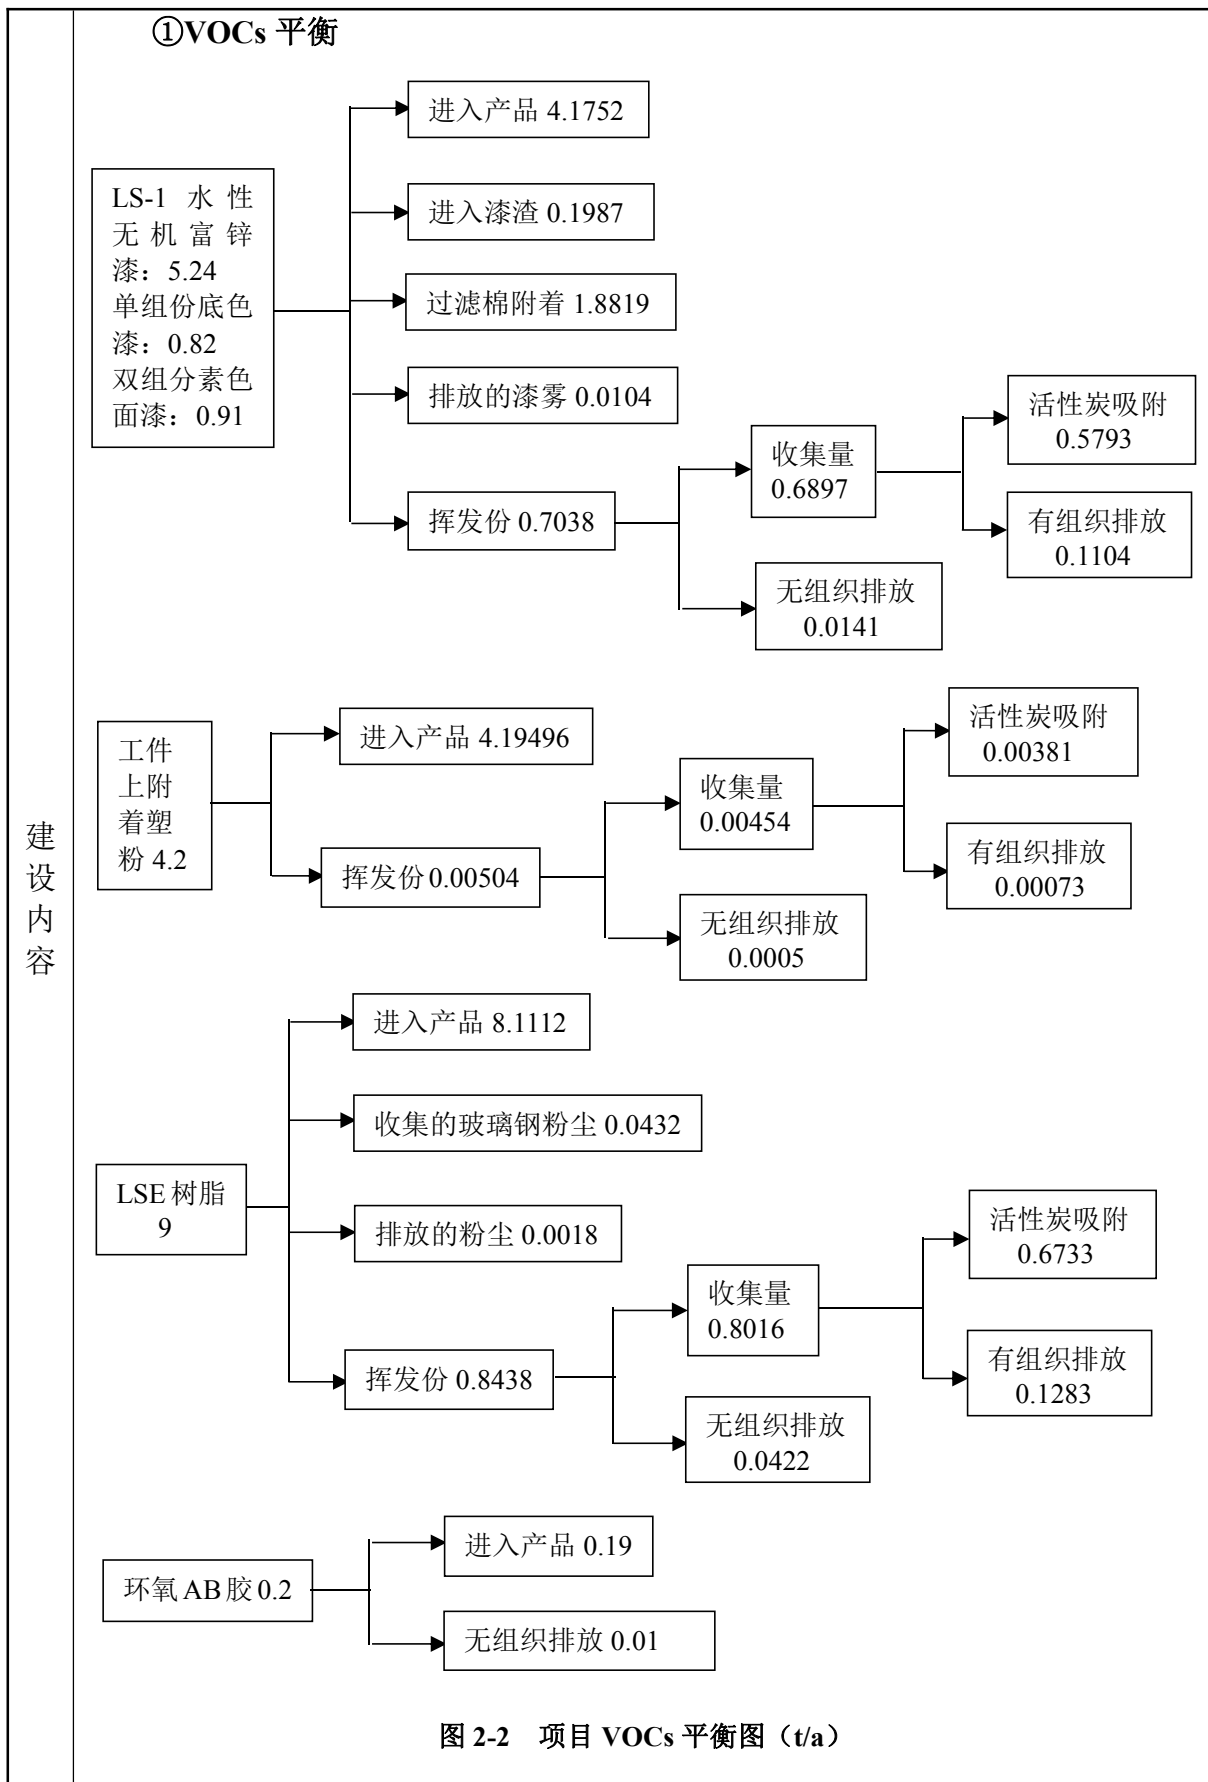 ①VOCs 平衡
进入产品 4.1752
LS-1 水性
无机富锌
漆：5.24
单组份底色
漆：0.82
双组分素色
面漆：0.91
进入漆渣 0.1987
过滤棉附着 1.8819
排放的漆雾 0.0104
挥发份 0.7038
收集量
0.6897
活性炭吸附
0.5793
有组织排放
0.1104
无组织排放
0.0141
工件
上附
着塑
粉 4.2
进入产品 4.19496
挥发份 0.00504
收集量
0.00454
活性炭吸附
0.00381
有组织排放
0.00073
无组织排放
0.0005
建
设
内
容
LSE 树脂
9
进入产品 8.1112
收集的玻璃钢粉尘 0.0432
排放的粉尘 0.0018
挥发份 0.8438
收集量
0.8016
活性炭吸附
0.6733
有组织排放
0.1283
无组织排放
0.0422
环氧 AB 胶 0.2
进入产品 0.19
无组织排放 0.01
图 2-2 项目 VOCs 平衡图（t/a）